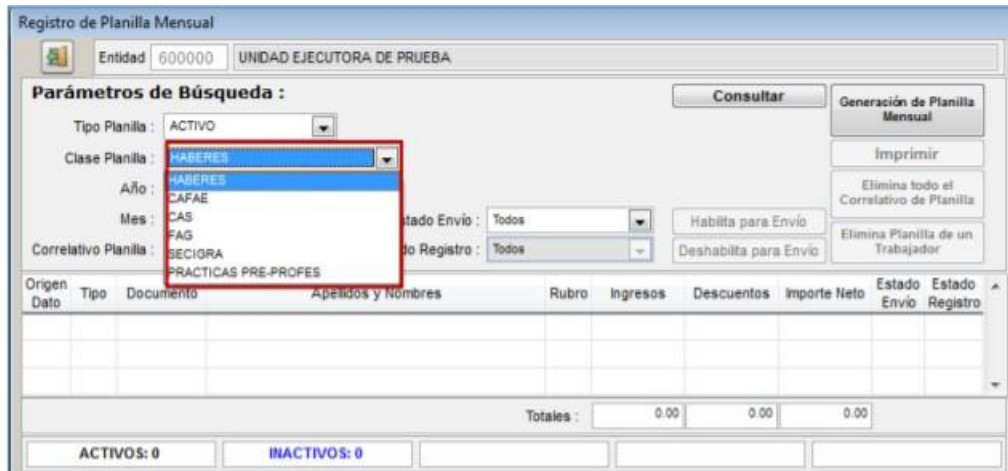 Registro de Planilla Mensual
Entidad 600000 UNIDAD EJECUTORA DE PRUEBA
Parámetros de Búsqueda :
Consultar
Generación de Planilla Mensual
Tipo Planilla : ACTIVO
Clase Planilla : HABERES
Imprimir
Año :
HABERES
CAFAE
CAS
FAG
SECIGRA
PRACTICAS PRE-PROFES
Elimina todo el Correlativo de Planilla
Mes :
stado Envío : Todos
Habilita para Envío
Elimina Planilla de un Trabajador
Correlativo Planilla :
do Registro : Todos
Deshabilita para Envío
Origen Dato Tipo Documento Apellidos y Nombres Rubro Ingresos Descuentos Importe Neto Estado Envío Estado Registro
Totales : 0.00 0.00 0.00
ACTIVOS: 0 INACTIVOS: 0